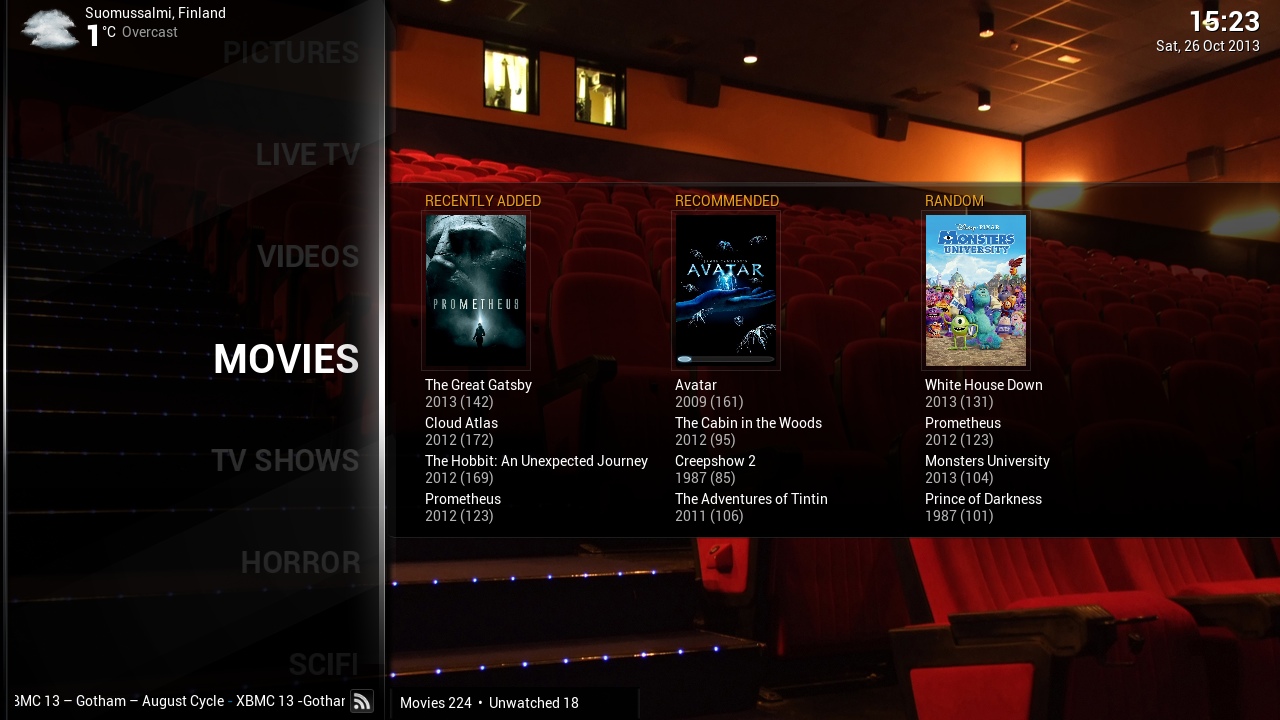 Suomussalmi, Finland
1°C Overcast
15:23
Sat, 26 Oct 2013
PICTURES
LIVE TV
VIDEOS
MOVIES
TV SHOWS
HORROR
SCIFI
RECENTLY ADDED
PROMETHEUS
The Great Gatsby
2013 (142)
Cloud Atlas
2012 (172)
The Hobbit: An Unexpected Journey
2012 (169)
Prometheus
2012 (123)
RECOMMENDED
AVATAR
Avatar
2009 (161)
The Cabin in the Woods
2012 (95)
Creepshow 2
1987 (85)
The Adventures of Tintin
2011 (106)
RANDOM
Disney PIXAR
MONSTERS
UNIVERSITY
White House Down
2013 (131)
Prometheus
2012 (123)
Monsters University
2013 (104)
Prince of Darkness
1987 (101)
BMC 13 – Gotham – August Cycle - XBMC 13 -Gothar
Movies 224 • Unwatched 18